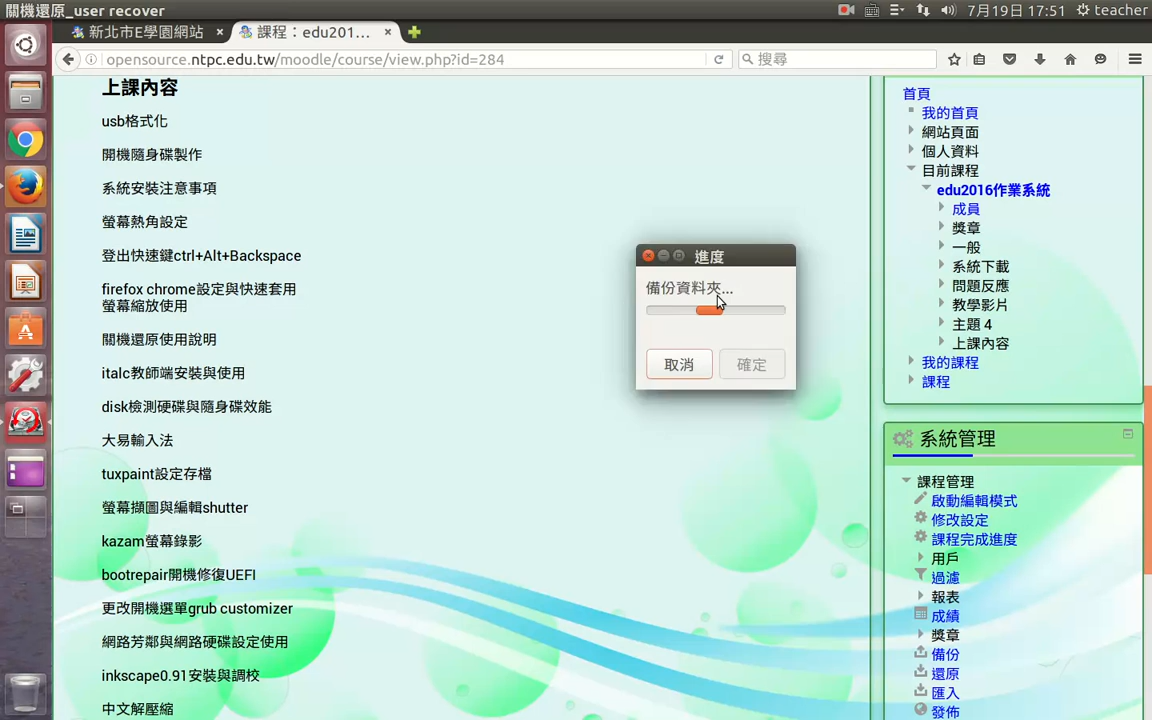 關機還原_user recover
7月19日 17:51
teacher
新北市E學園網站
課程：edu201...
opensource.ntpc.edu.tw/moodle/course/view.php?id=284
搜尋
上課內容
usb格式化
開機隨身碟製作
系統安裝注意事項
螢幕熱角設定
登出快速鍵ctrl+Alt+Backspace
firefox chrome設定與快速套用
螢幕縮放使用
關機還原使用說明
italc教師端安裝與使用
disk檢測硬碟與隨身碟效能
大易輸入法
tuxpaint設定存檔
螢幕擷圖與編輯shutter
kazam螢幕錄影
bootrepair開機修復UEFI
更改開機選單grub customizer
網路芳鄰與網路硬碟設定使用
inkscape0.91安裝與調校
中文解壓縮
進度
備份資料夾...
取消
確定
首頁
我的首頁
網站頁面
個人資料
目前課程
edu2016作業系統
成員
獎章
一般
系統下載
問題反應
教學影片
主題 4
上課內容
我的課程
課程
系統管理
課程管理
啟動編輯模式
修改設定
課程完成進度
用戶
過濾
報表
成績
獎章
備份
還原
匯入
發佈